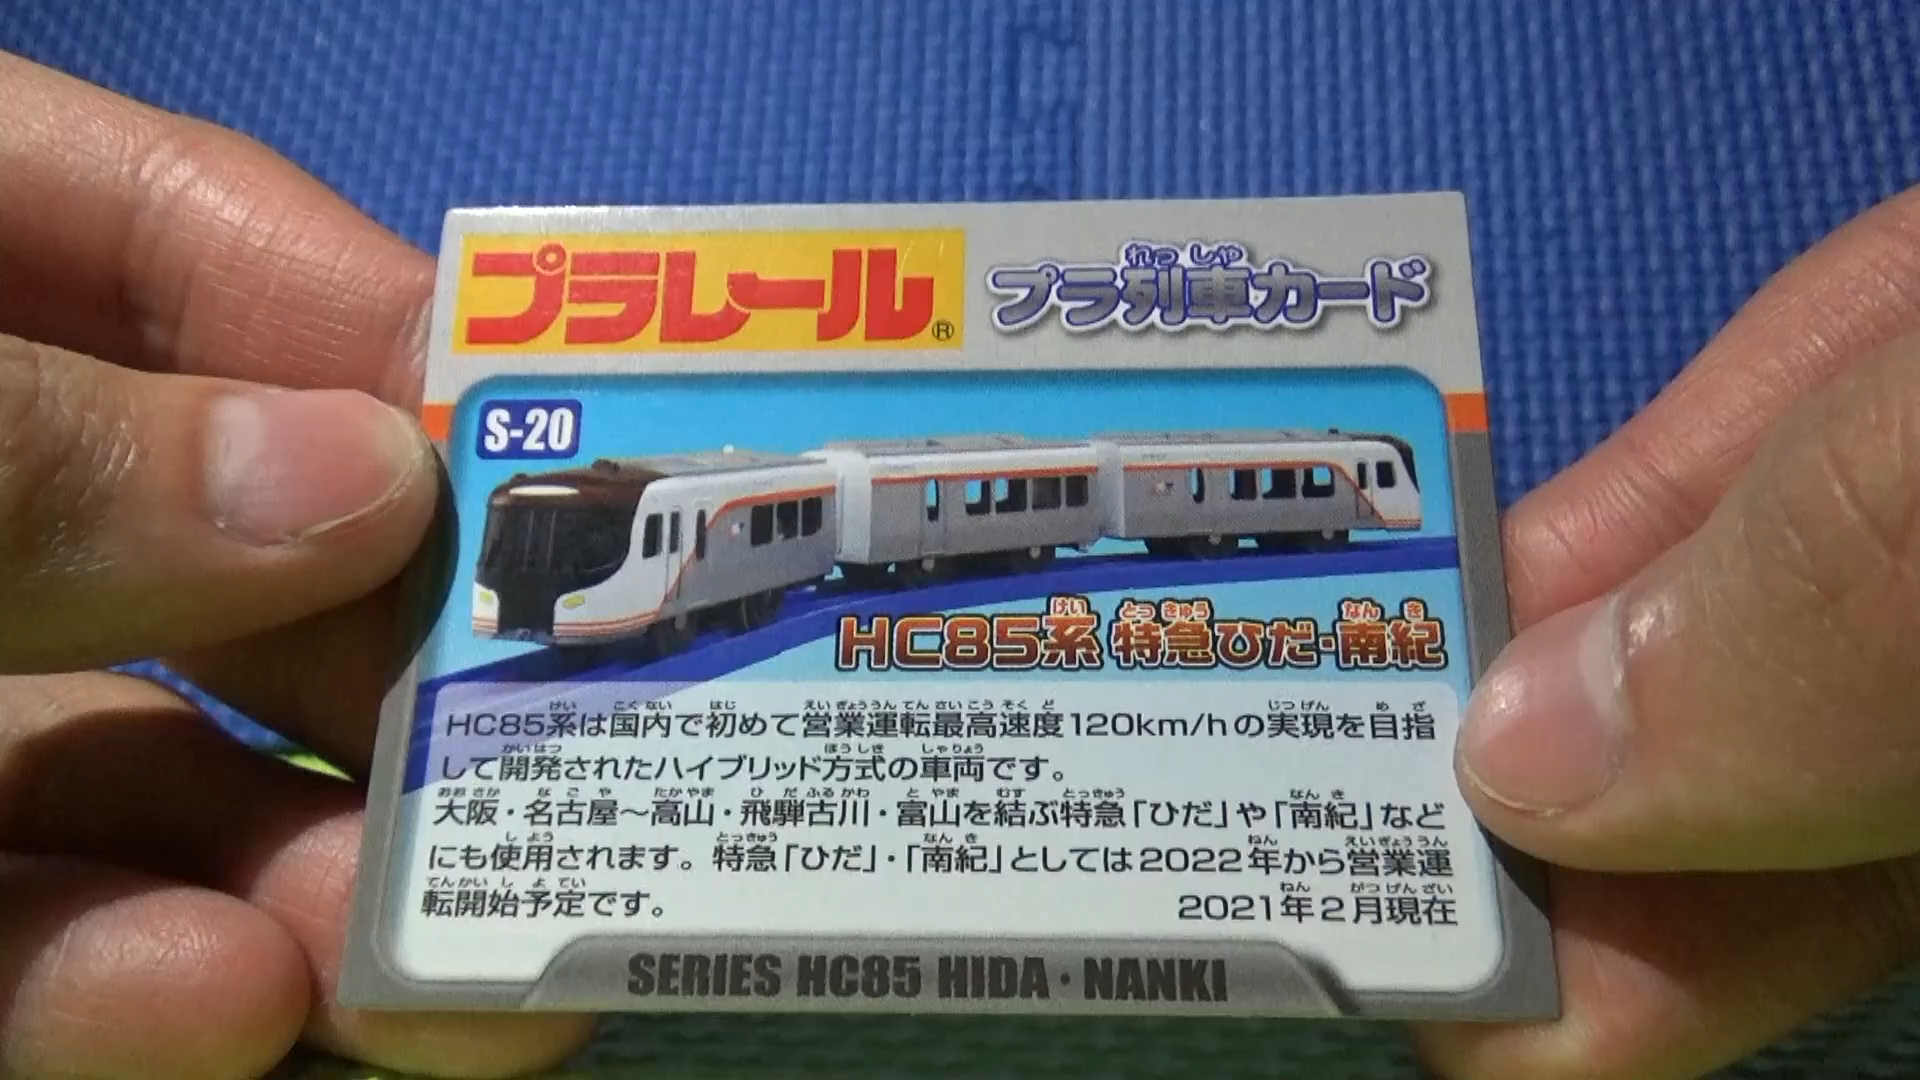 プラレール®
プラ列車カード
S-20
HC85系 特急ひだ・南紀
HC85系は国内で初めて営業運転最高速度120km/hの実現を目指
して開発されたハイブリッド方式の車両です。
大阪・名古屋～高山・飛騨古川・富山を結ぶ特急「ひだ」や「南紀」など
にも使用されます。特急「ひだ」・「南紀」としては2022年から営業運
転開始予定です。
2021年2月現在
SERIES HC85 HIDA・NANKI